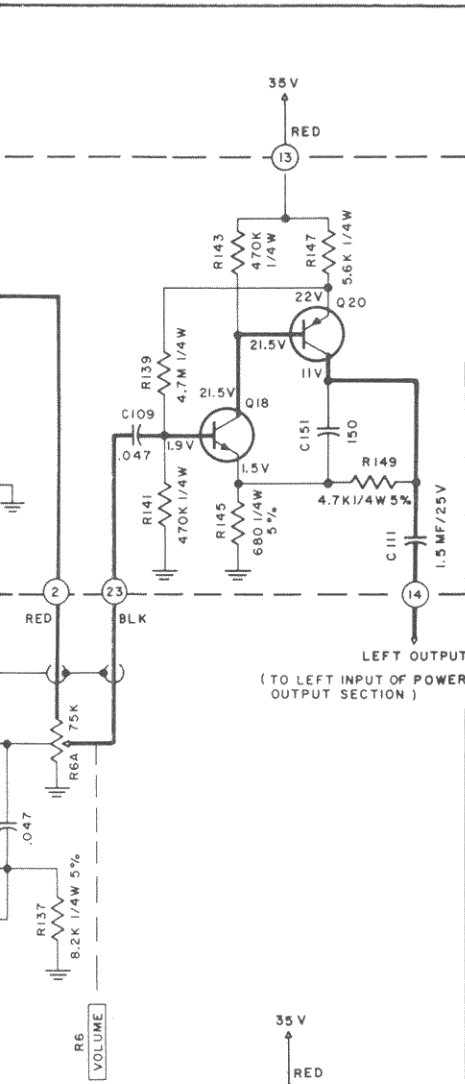 35V
RED
13
R143
470K
1/4W
R147
5.6K 1/4W
22V
Q20
21.5V
11V
R139
4.7M 1/4W
21.5V
Q18
C109
.047
1.9V
1.5V
C151
150
R149
4.7K1/4W 5%
R141
470K 1/4W
R145
680 1/4W
5%
C111
1.5 MF/25V
2
23
14
RED
BLK
LEFT OUTPUT
(TO LEFT INPUT OF POWER
OUTPUT SECTION)
75K
R6A
.047
R137
8.2K 1/4W 5%
R6
VOLUME
35V
RED